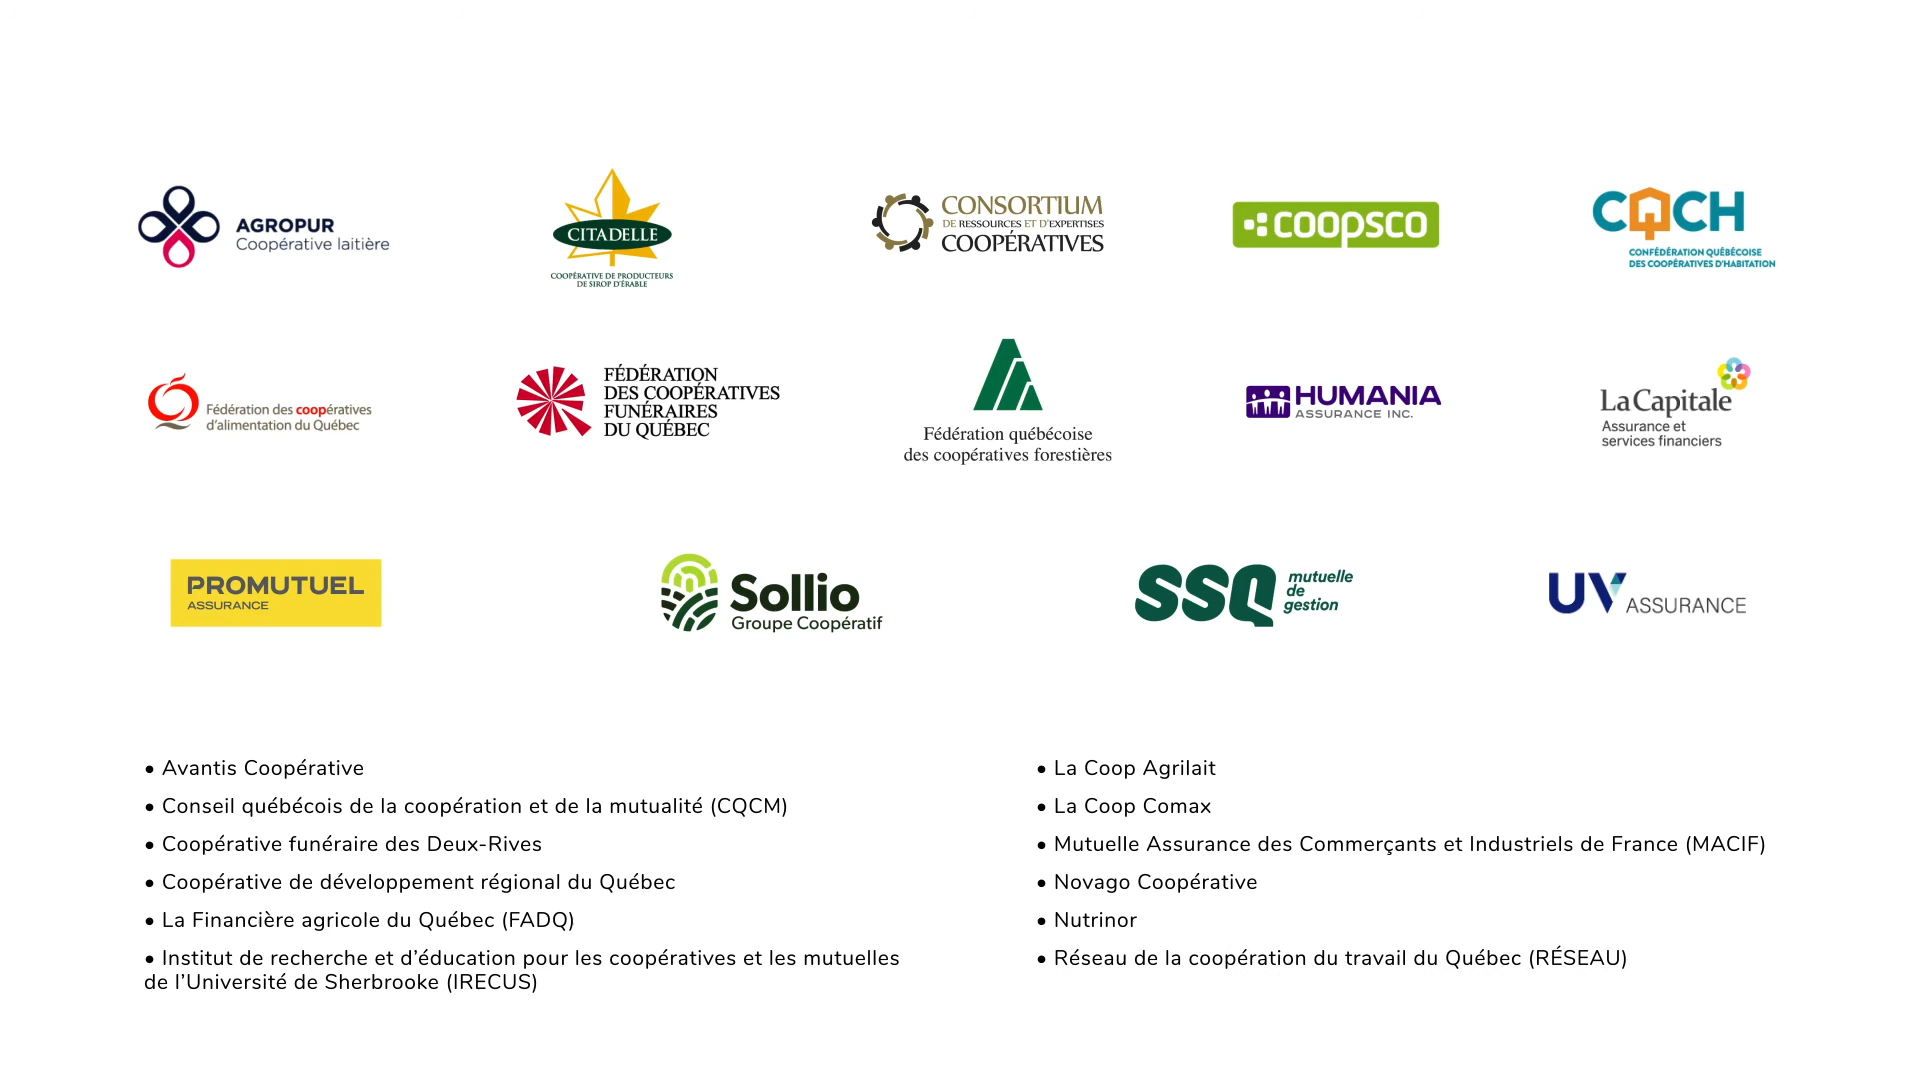 AGROPUR
Coopérative laitière
CITADELLE
COOPÉRATIVE DE PRODUCTEURS
DE SIROP D'ÉRABLE
CONSORTIUM
DE RESSOURCES ET D'EXPERTISES
COOPÉRATIVES
coopsco
CQCH
CONFÉDÉRATION QUÉBÉCOISE
DES COOPÉRATIVES D'HABITATION
Fédération des coopératives
d'alimentation du Québec
FÉDÉRATION
DES COOPÉRATIVES
FUNÉRAIRES
DU QUÉBEC
Fédération québécoise
des coopératives forestières
HUMANIA
ASSURANCE INC.
La Capitale
Assurance et
services financiers
PROMUTUEL
ASSURANCE
Sollio
Groupe Coopératif
SSQ
mutuelle
de
gestion
UV ASSURANCE
• Avantis Coopérative
• Conseil québécois de la coopération et de la mutualité (CQCM)
• Coopérative funéraire des Deux-Rives
• Coopérative de développement régional du Québec
• La Financière agricole du Québec (FADQ)
• Institut de recherche et d’éducation pour les coopératives et les mutuelles
de l’Université de Sherbrooke (IRECUS)
• La Coop Agrilait
• La Coop Comax
• Mutuelle Assurance des Commerçants et Industriels de France (MACIF)
• Novago Coopérative
• Nutrinor
• Réseau de la coopération du travail du Québec (RÉSEAU)